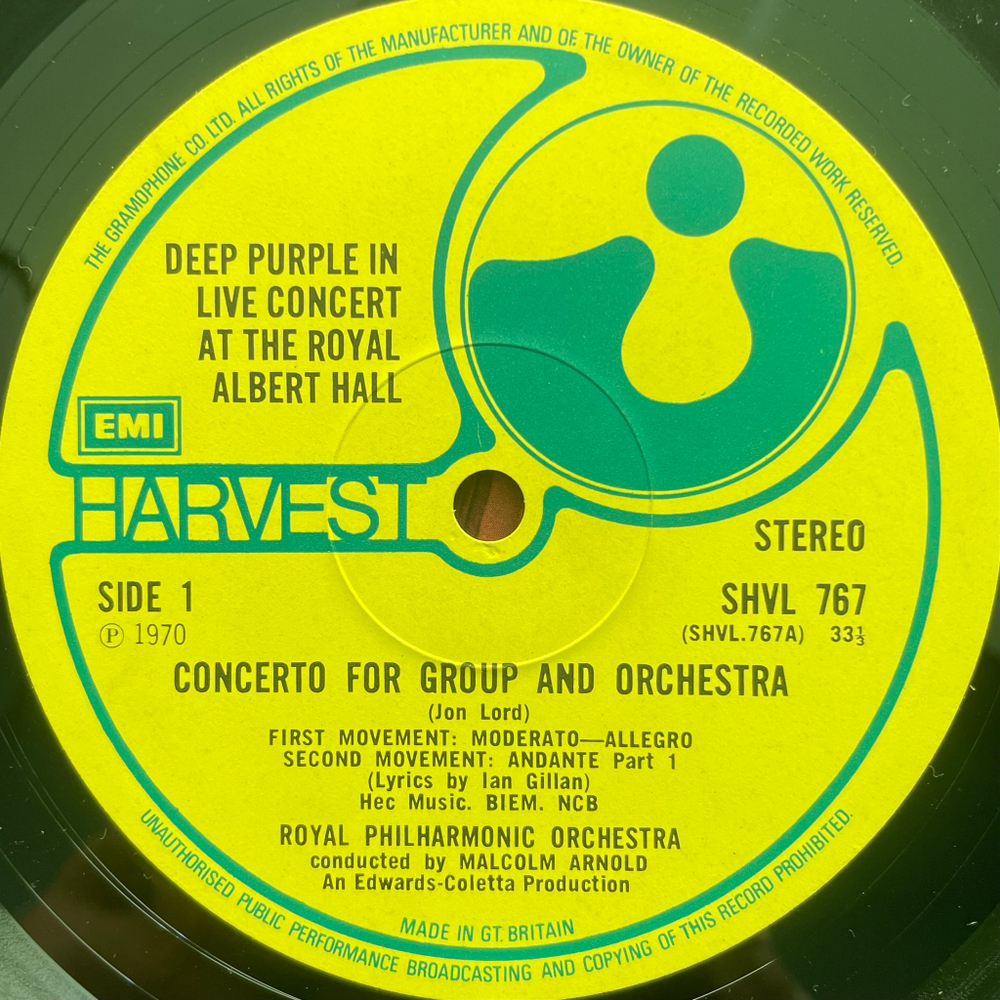 THE GRAMOPHONE CO. LTD. ALL RIGHTS OF THE MANUFACTURER AND OF THE OWNER OF THE RECORDED WORK RESERVED.
DEEP PURPLE IN
LIVE CONCERT
AT THE ROYAL
ALBERT HALL
EMI
HARVEST
STEREO
SIDE 1
SHVL 767
Ⓟ 1970
(SHVL.767A) 33⅓
CONCERTO FOR GROUP AND ORCHESTRA
(Jon Lord)
FIRST MOVEMENT: MODERATO—ALLEGRO
SECOND MOVEMENT: ANDANTE Part 1
(Lyrics by Ian Gillan)
Hec Music. BIEM. NCB
ROYAL PHILHARMONIC ORCHESTRA
conducted by MALCOLM ARNOLD
An Edwards-Coletta Production
MADE IN GT. BRITAIN
UNAUTHORISED PUBLIC PERFORMANCE BROADCASTING AND COPYING OF THIS RECORD PROHIBITED.